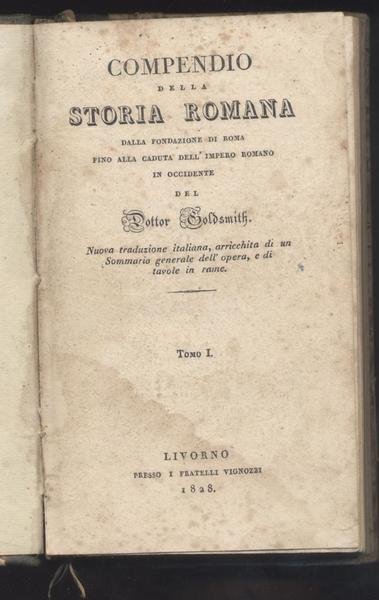 COMPENDIO
DELLA
STORIA ROMANA
DALLA FONDAZIONE DI ROMA
FINO ALLA CADUTA DELL' IMPERO ROMANO
IN OCCIDENTE
DEL
Dottor Goldsmith.
Nuova traduzione italiana, arricchita di un
Sommario generale dell' opera, e di
tavole in rame.
TOMO I.
LIVORNO
PRESSO I FRATELLI VIGNOZZI
1828.